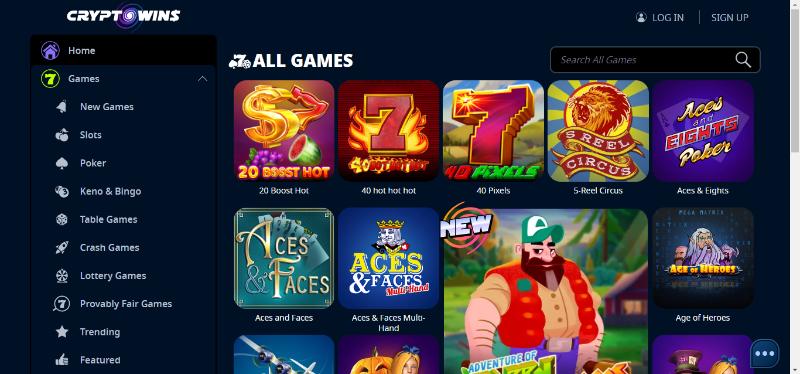 CRYPTOWINS
LOG IN
SIGN UP
Home
ALL GAMES
Search All Games
Games
New Games
Slots
Poker
Keno & Bingo
Table Games
Crash Games
Lottery Games
Provably Fair Games
Trending
Featured
20 BOOST HOT
20 Boost Hot
40 hot hot hot
40 PIXELS
40 Pixels
5 REEL
CIRCUS
5-Reel Circus
Aces
and
EIGHTS
Poker
Aces & Eights
ACES
& FACES
Aces and Faces
ACES
& FACES
Multi Hand
Aces & Faces Multi-
Hand
NEW
ADVENTURE OF
MEGA MATRIX
AGE OF HEROES
Age of Heroes